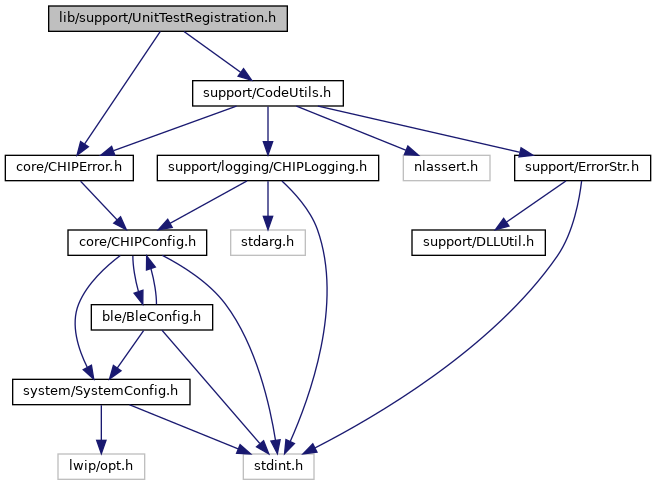 lib/support/UnitTestRegistration.h
support/CodeUtils.h
core/CHIPError.h
support/logging/CHIPLogging.h
nlassert.h
support/ErrorStr.h
core/CHIPConfig.h
stdarg.h
support/DLLUtil.h
ble/BleConfig.h
system/SystemConfig.h
lwip/opt.h
stdint.h